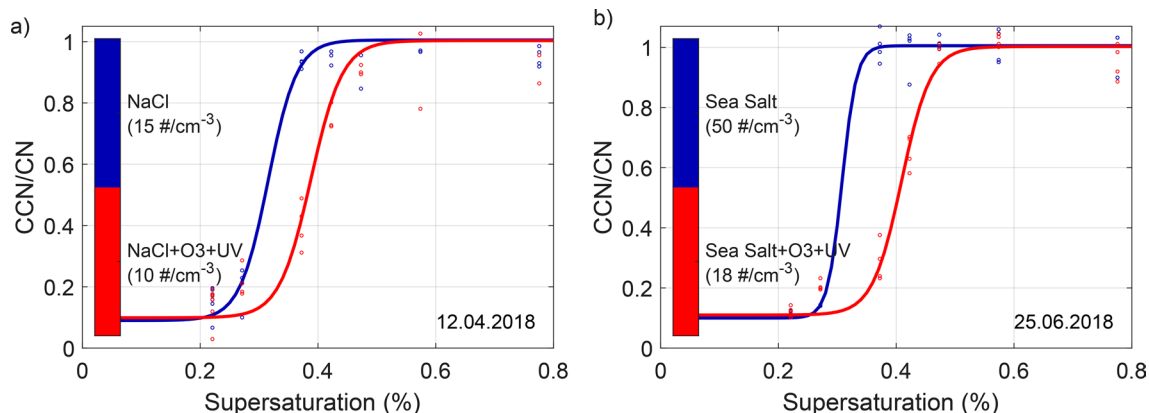 a)
1
0.8
0.6
0.4
0.2
0
CCN/CN
NaCl
(15 #/cm-3)
NaCl+O3+UV
(10 #/cm-3)
12.04.2018
0 0.2 0.4 0.6 0.8
Supersaturation (%)
b)
1
0.8
0.6
0.4
0.2
0
CCN/CN
Sea Salt
(50 #/cm-3)
Sea Salt+O3+UV
(18 #/cm-3)
25.06.2018
0 0.2 0.4 0.6 0.8
Supersaturation (%)